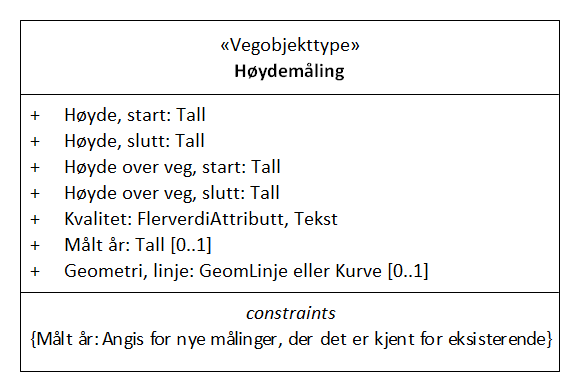 «Vegobjekttype»
Høydemåling
+ Høyde, start: Tall
+ Høyde, slutt: Tall
+ Høyde over veg, start: Tall
+ Høyde over veg, slutt: Tall
+ Kvalitet: FlerverdiAttributt, Tekst
+ Målt år: Tall [0..1]
+ Geometri, linje: GeomLinje eller Kurve [0..1]
constraints
{Målt år: Angis for nye målinger, der det er kjent for eksisterende}